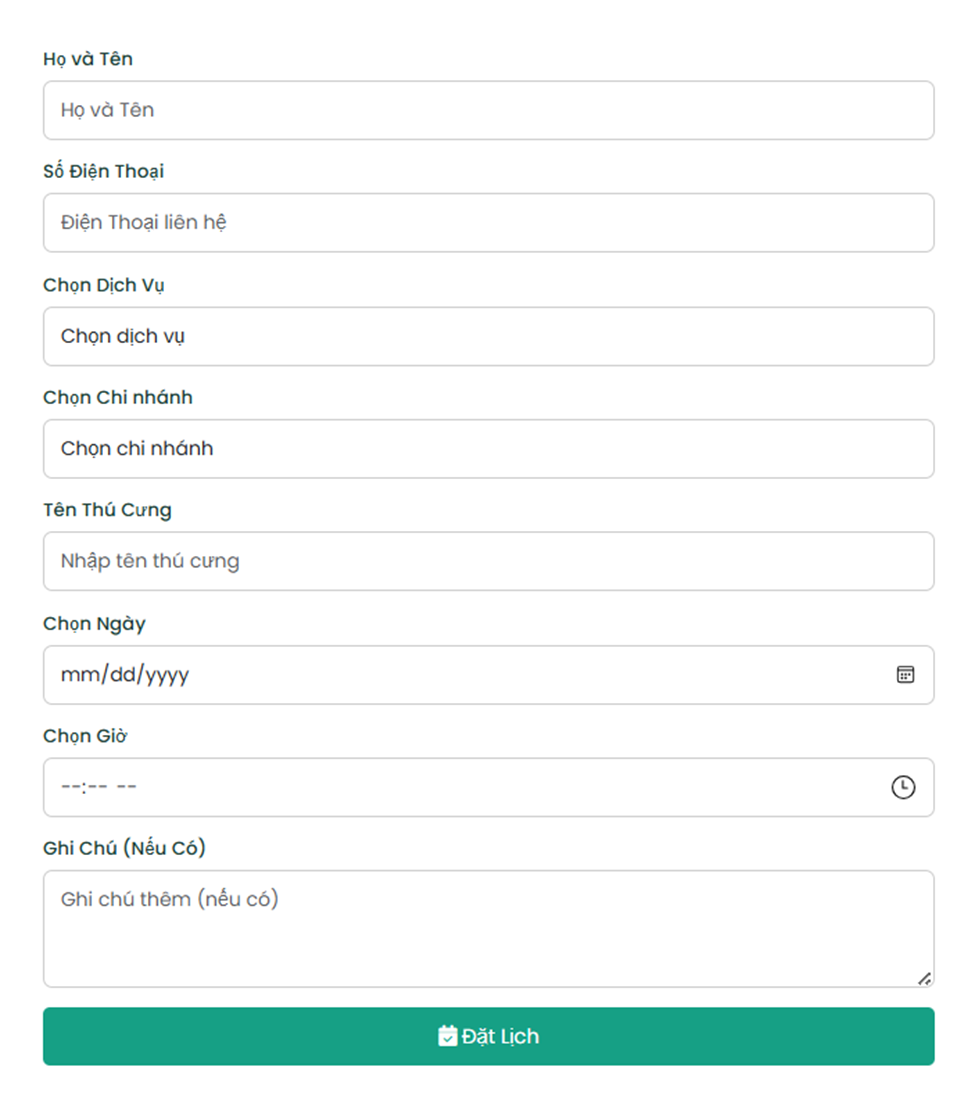 Họ và Tên
Họ và Tên
Số Điện Thoại
Điện Thoại liên hệ
Chọn Dịch Vụ
Chọn dịch vụ
Chọn Chi nhánh
Chọn chi nhánh
Tên Thú Cưng
Nhập tên thú cưng
Chọn Ngày
mm/dd/yyyy
Chọn Giờ
--:-- --
Ghi Chú (Nếu Có)
Ghi chú thêm (nếu có)
Đặt Lịch